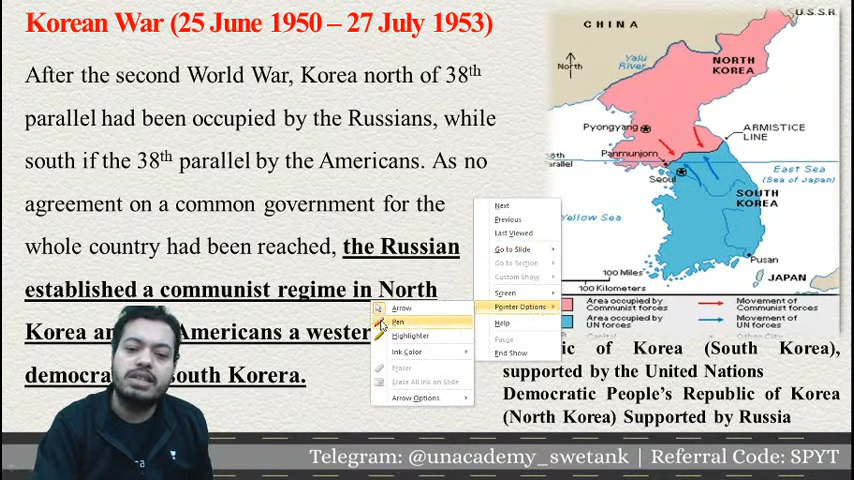 Korean War (25 June 1950 – 27 July 1953)
After the second World War, Korea north of 38th
parallel had been occupied by the Russians, while
south if the 38th parallel by the Americans. As no
agreement on a common government for the
whole country had been reached, the Russian
established a communist regime in North
Korea an Americans a wester
democra south Korera.
CHINA
U.S.S.R.
North
Yalu
River
NORTH
KOREA
Pyongyang
ARMISTICE
LINE
Panmunjom
38th
parallel
Seoul
East Sea
(Sea of Japan)
SOUTH
KOREA
Yellow Sea
Pusan
100 Miles
JAPAN
100 Kilometers
Area occupied by
Communist forces
Movement of
Communist forces
Area occupied by
UN forces
Movement of
UN forces
Next
Previous
Last Viewed
Go to Slide
Go to Section
Custom Show
Screen
Pointer Options
Help
Pause
End Show
Arrow
Pen
Highlighter
Ink Color
Eraser
Erase All Ink on Slide
Arrow Options
ic of Korea (South Korea),
supported by the United Nations
Democratic People's Republic of Korea
(North Korea) Supported by Russia
Telegram: @unacademy_swetank | Referral Code: SPYT